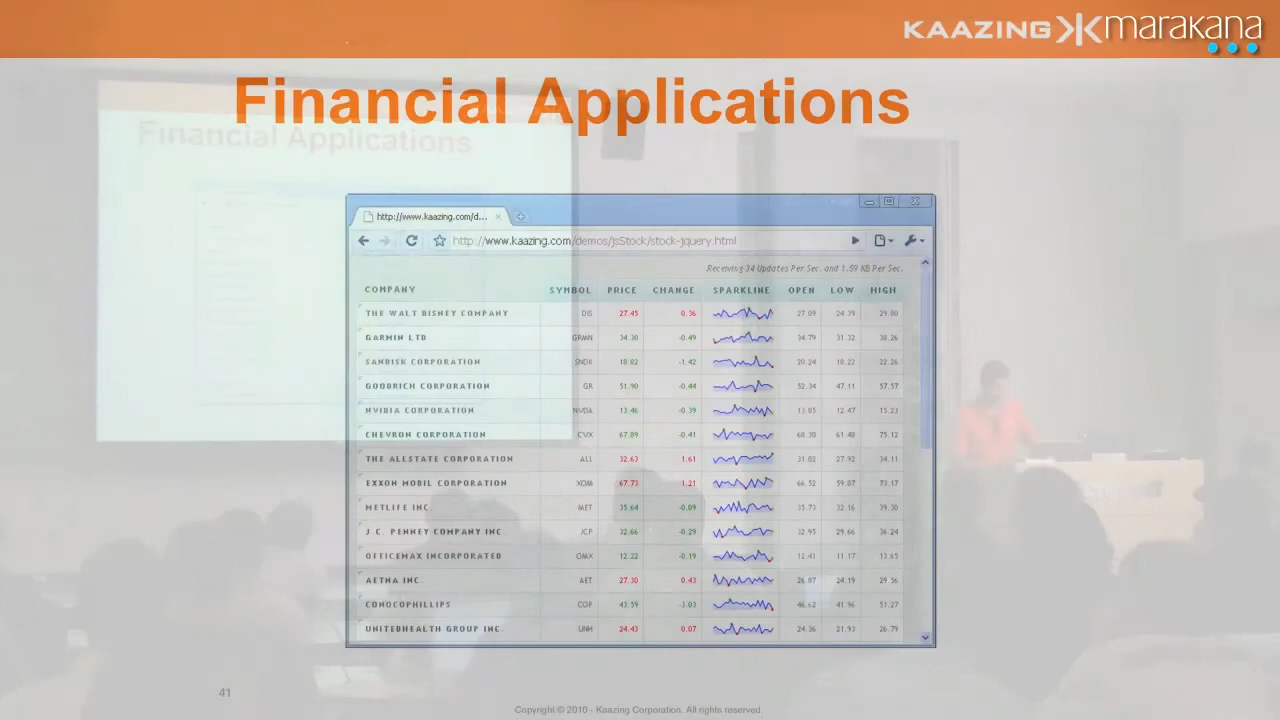 KAAZING marakana
Financial Applications
Financial Applications
http://www.kaazing.com/d...
http://www.kaazing.com/demos/jsStock/stock-jquery.html
Receiving 34 Updates Per Sec. and 1.59 KB Per Sec.
COMPANY SYMBOL PRICE CHANGE SPARKLINE OPEN LOW HIGH
THE WALT DISNEY COMPANY DIS 27.45 0.36 27.09 24.39 29.80
GARMIN LTD GRMN 34.30 -0.49 34.79 31.32 38.26
SANDISK CORPORATION SNDK 18.82 -1.42 20.24 18.22 22.26
GOODRICH CORPORATION GR 51.90 -0.44 52.34 47.11 57.57
NVIDIA CORPORATION NVDA 13.46 -0.39 13.85 12.47 15.23
CHEVRON CORPORATION CVX 67.89 -0.41 68.30 61.48 75.12
THE ALLSTATE CORPORATION ALL 32.63 1.61 31.02 27.92 34.11
EXXON MOBIL CORPORATION XOM 67.73 1.21 66.52 59.87 73.17
METLIFE INC. MET 35.64 -0.09 35.73 32.16 39.30
J.C. PENNEY COMPANY INC. JCP 32.66 -0.29 32.95 29.66 36.24
OFFICEMAX INCORPORATED OMX 12.22 -0.19 12.41 11.17 13.65
AETNA INC. AET 27.30 0.43 26.87 24.19 29.56
CONOCOPHILLIPS COP 43.59 -3.03 46.62 41.96 51.27
UNITEDHEALTH GROUP INC. UNH 24.43 0.07 24.36 21.93 26.79
41
Copyright © 2010 - Kaazing Corporation. All rights reserved.